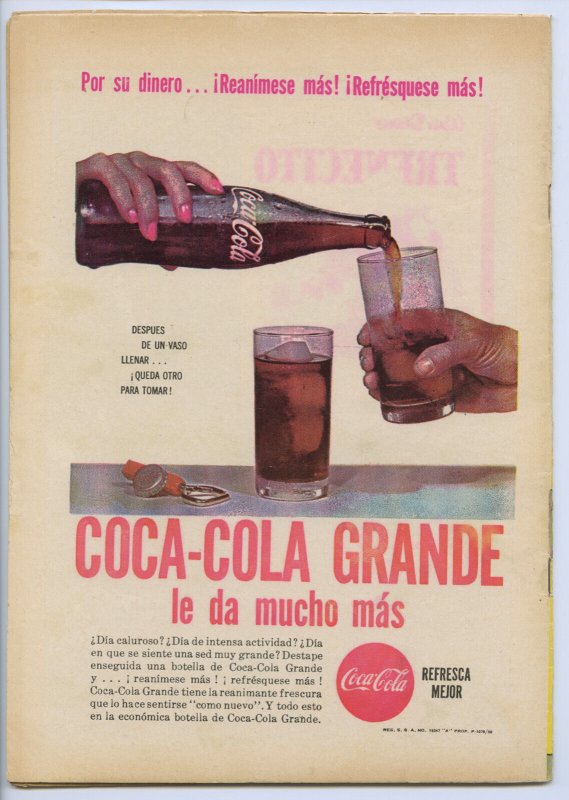 Por su dinero... ¡Reanímese más! ¡Refrésquese más!
Coca-Cola
DESPUES
DE UN VASO
LLENAR...
¡QUEDA OTRO
PARA TOMAR!
COCA-COLA GRANDE
le da mucho más
¿Día caluroso? ¿Día de intensa actividad? ¿Día
en que se siente una sed muy grande? Destape
enseguida una botella de Coca-Cola Grande
y ... ¡reanímese más! ¡refrésquese más!
Coca-Cola Grande tiene la reanimante frescura
que lo hace sentirse "como nuevo". Y todo esto
en la económica botella de Coca-Cola Grande.
Coca-Cola
REFRESCA
MEJOR
REG. S. S. A. NO. "A" PROP.